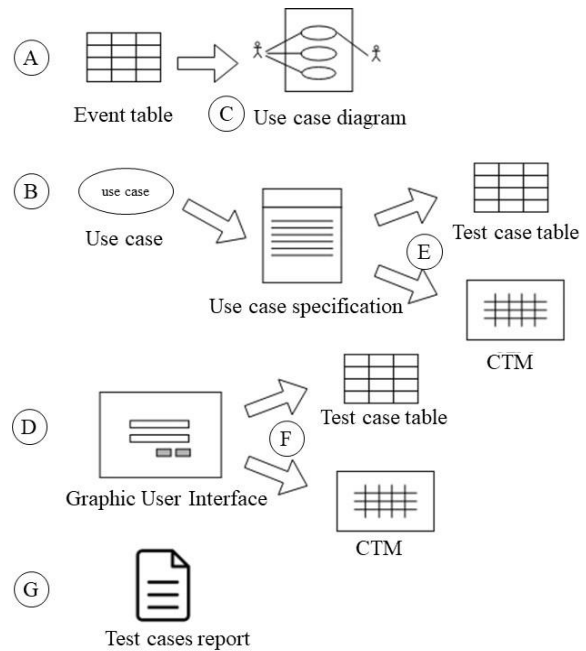 A
Event table
C
Use case diagram
B
use case
Use case
Use case specification
E
Test case table
CTM
D
Graphic User Interface
F
Test case table
CTM
G
Test cases report